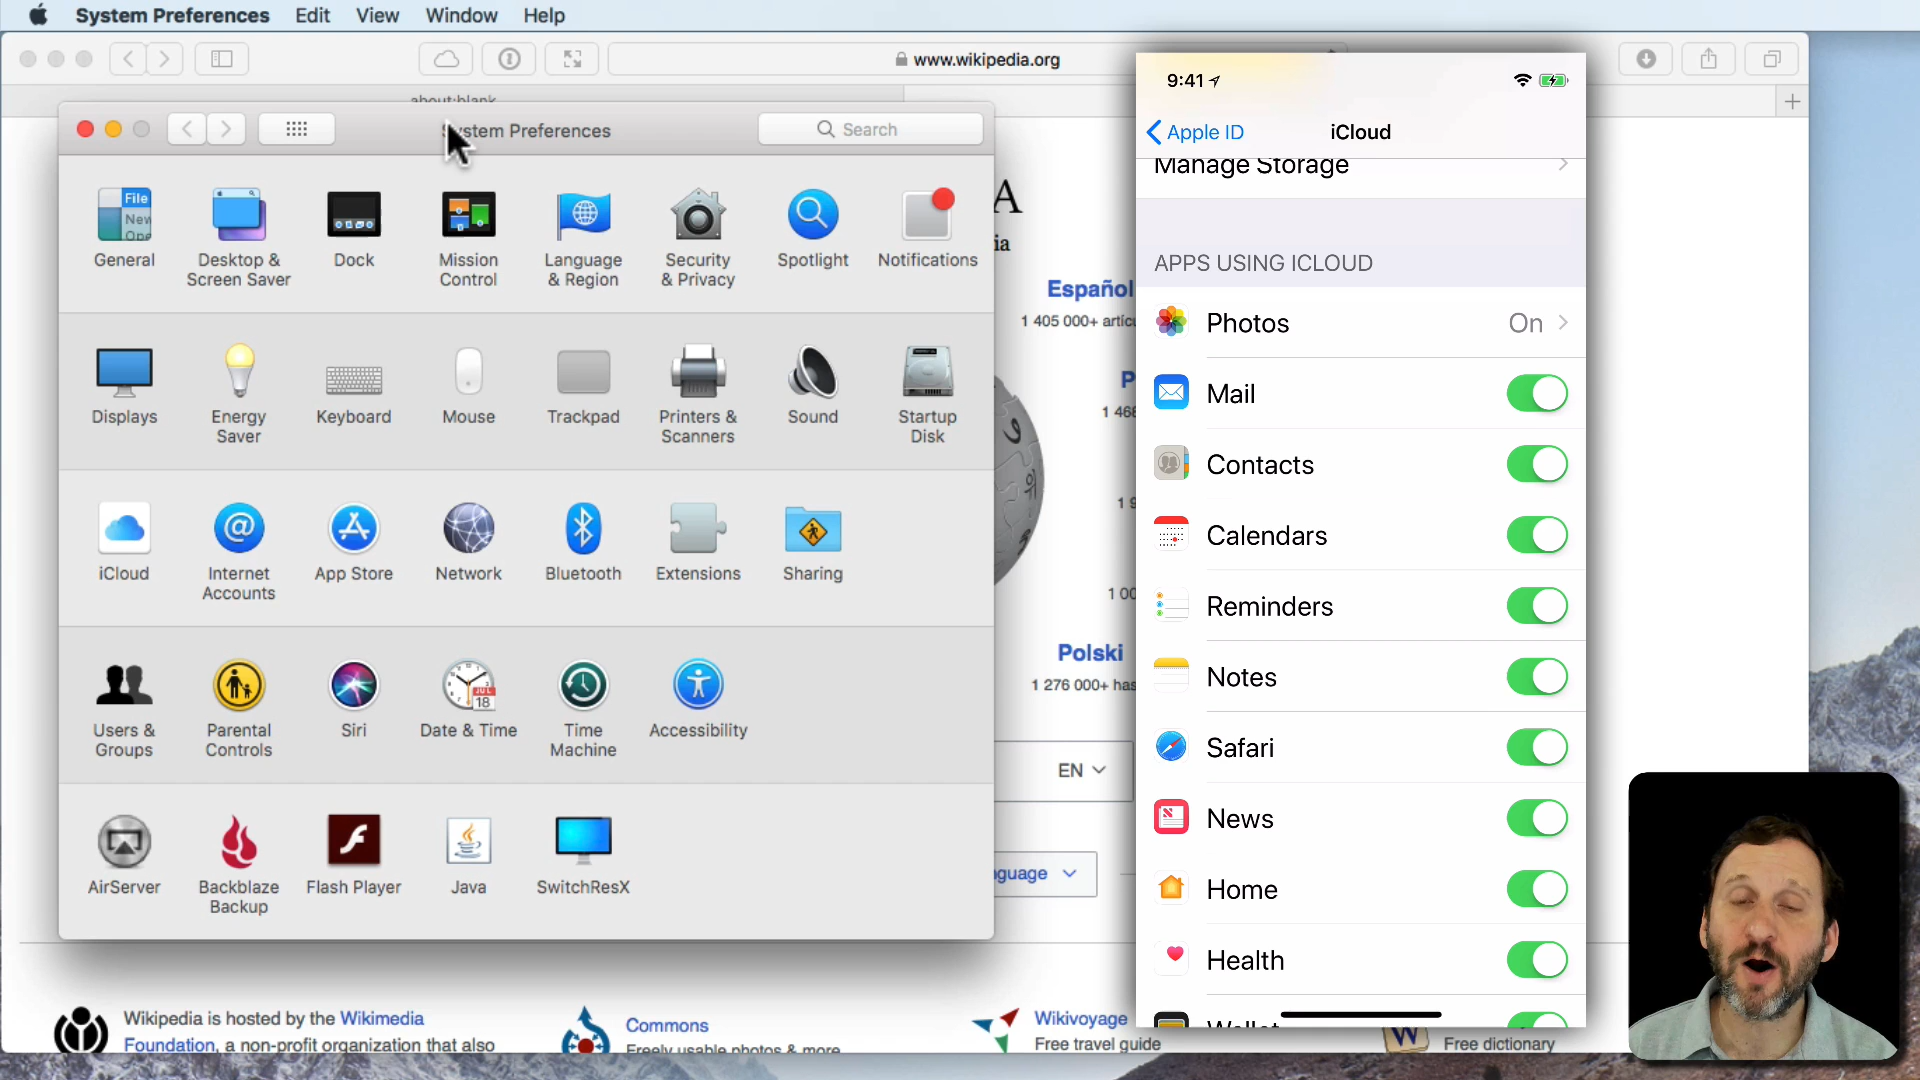 System Preferences Edit View Window Help
www.wikipedia.org
about:blank
System Preferences
Search
General
Desktop &
Screen Saver
Dock
Mission
Control
Language
& Region
Security
& Privacy
Spotlight
Notifications
Displays
Energy
Saver
Keyboard
Mouse
Trackpad
Printers &
Scanners
Sound
Startup
Disk
iCloud
Internet
Accounts
App Store
Network
Bluetooth
Extensions
Sharing
Users &
Groups
Parental
Controls
Siri
Date & Time
Time
Machine
Accessibility
AirServer
Backblaze
Backup
Flash Player
Java
SwitchResX
File
New
JUL
18
A
ia
Español
1 405 000+
P
Polski
1 276 000+ has
EN
9:41
Apple ID
iCloud
Manage Storage
APPS USING ICLOUD
Photos On
Mail
Contacts
Calendars
Reminders
Notes
Safari
News
Home
Health
Wallet
Wikipedia is hosted by the Wikimedia
Foundation, a non-profit organization that also
Commons
Freely usable photos & more
Wikivoyage
Free travel guide
W
Free dictionary